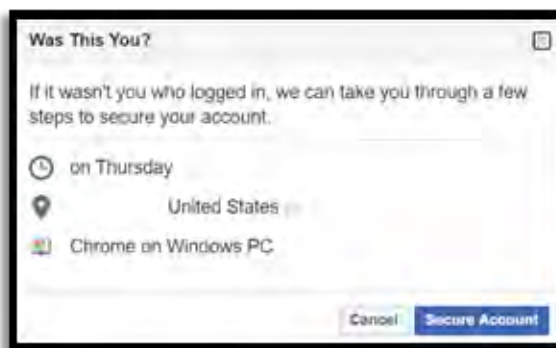 Was This You?
If it wasn't you who logged in, we can take you through a few
steps to secure your account.
on Thursday
United States
Chrome on Windows PC
Cancel Secure Account